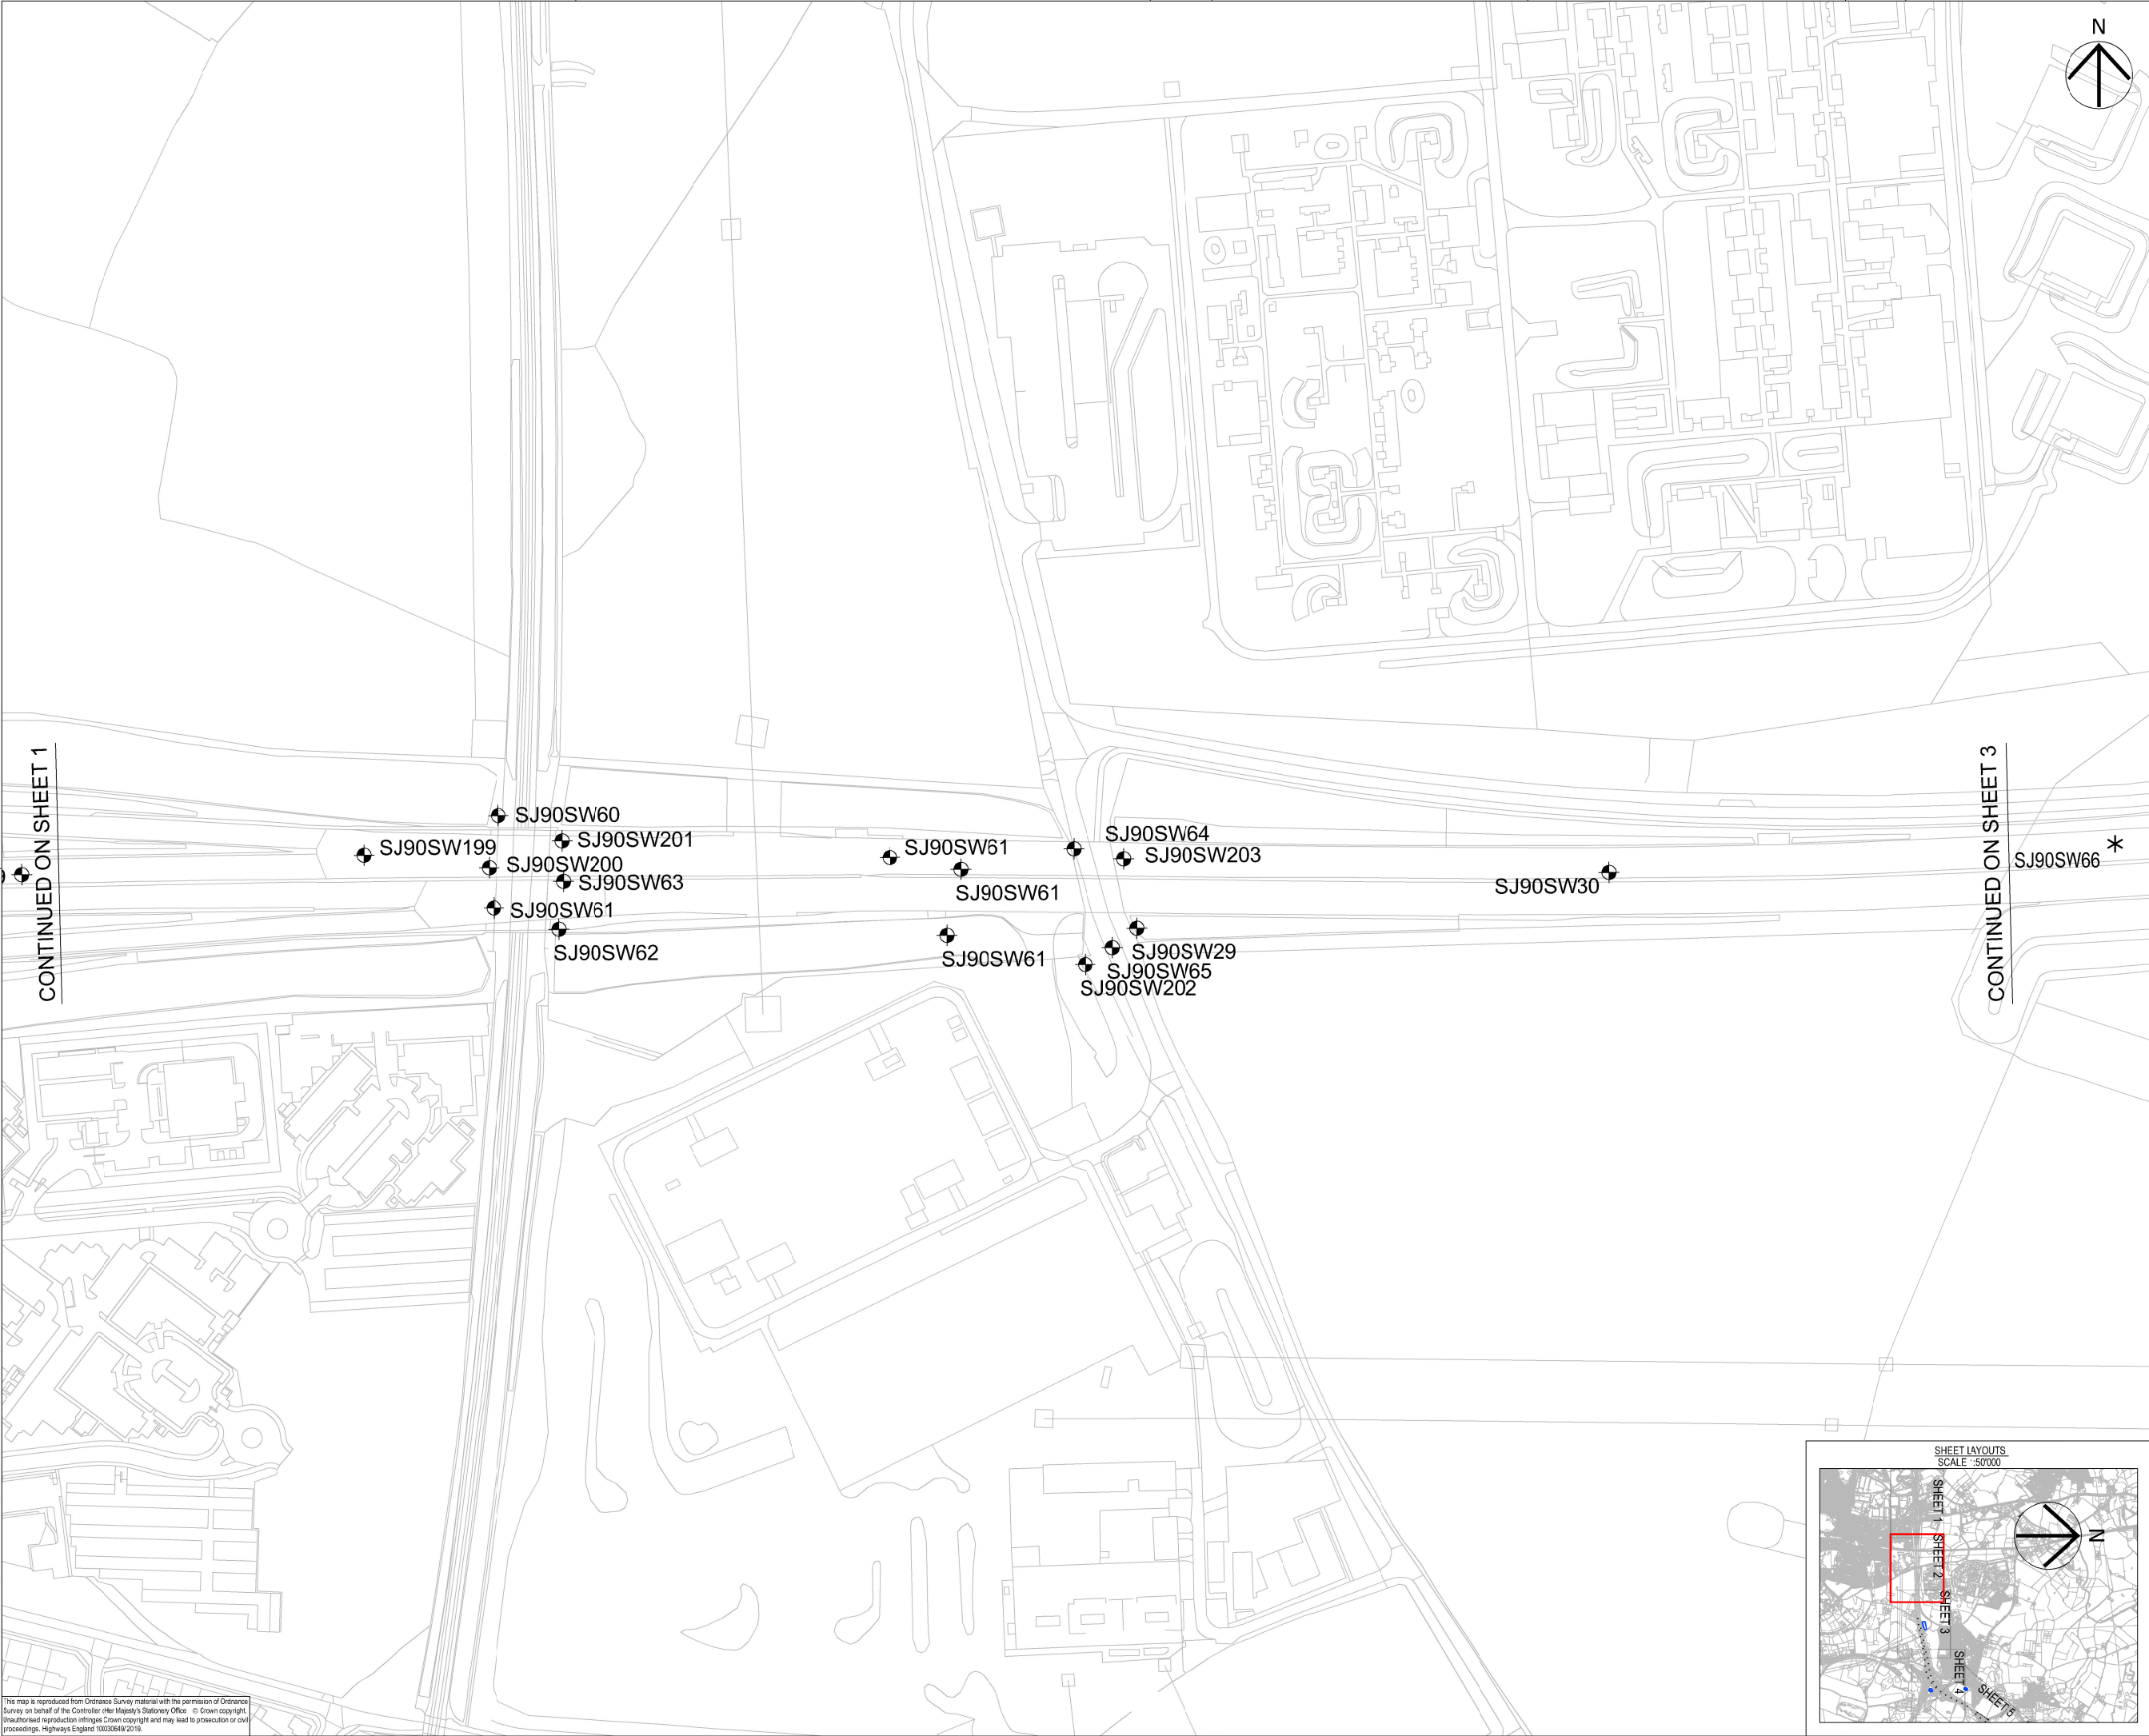 N
CONTINUED ON SHEET 1
CONTINUED ON SHEET 3
SJ90SW60
SJ90SW201
SJ90SW199
SJ90SW200
SJ90SW63
SJ90SW61
SJ90SW62
SJ90SW61
SJ90SW61
SJ90SW61
SJ90SW64
SJ90SW203
SJ90SW30
SJ90SW66
SJ90SW29
SJ90SW65
SJ90SW202
SHEET LAYOUTS
SCALE 1:50'000
SHEET 1
SHEET 2
SHEET 3
SHEET 4
SHEET 5
N
This map is reproduced from Ordnance Survey material with the permission of Ordnance
Survey on behalf of the Controller of Her Majesty's Stationery Office © Crown copyright.
Unauthorised reproduction infringes Crown copyright and may lead to prosecution or civil
proceedings. Highways England 100030649/2019.